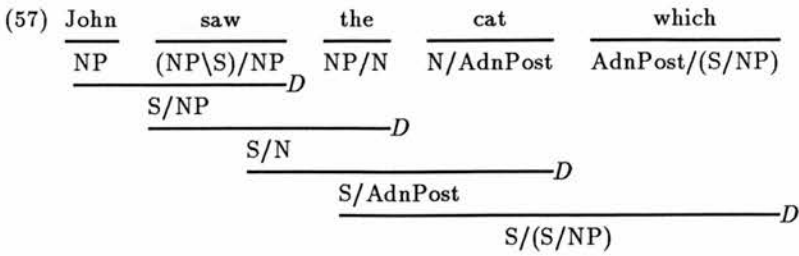 (57) John saw the cat which
NP (NP\S)/NP NP/N N/AdnPost AdnPost/(S/NP)
D
S/NP
D
S/N
D
S/AdnPost
D
S/(S/NP)